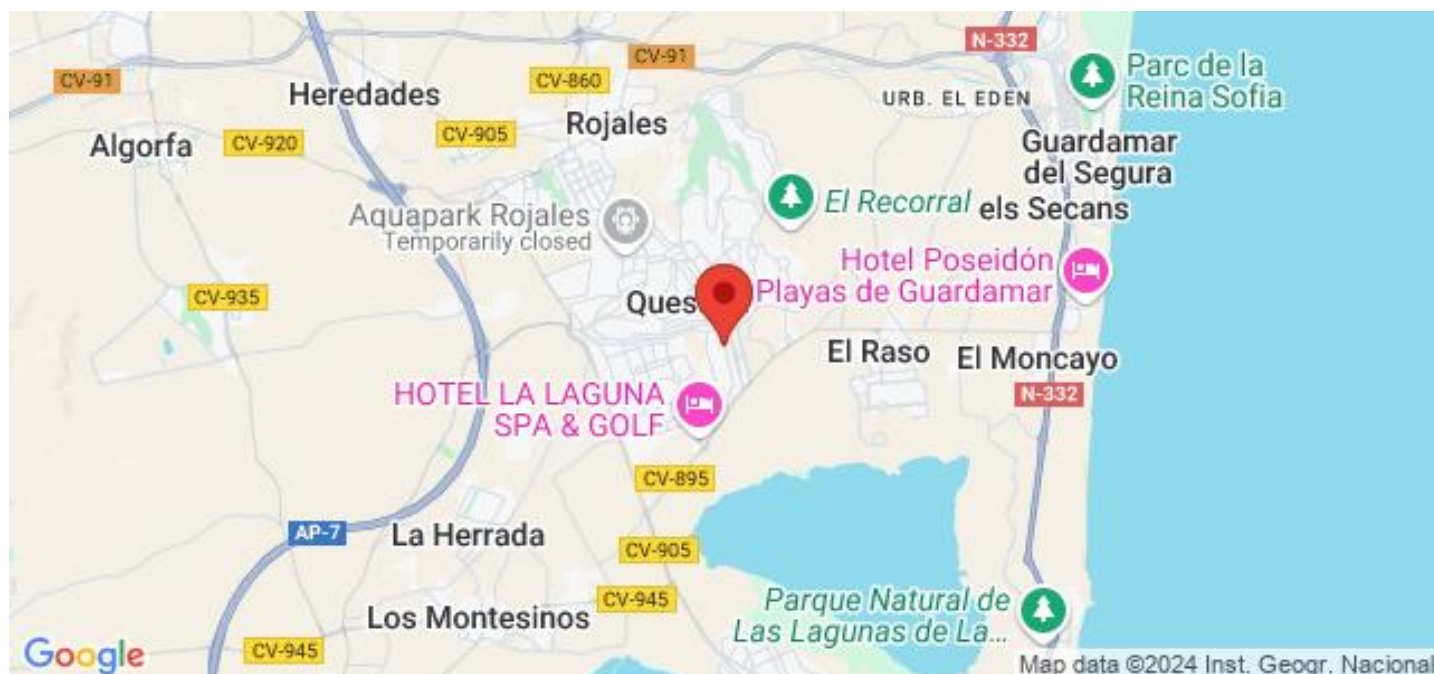 N-332
CV-91
CV-91
CV-860
Parc de la
Reina Sofia
Heredades
URB. EL EDEN
Rojales
CV-905
Algorfa
CV-920
Guardamar
del Segura
El Recorral
els Secans
Aquapark Rojales
Temporarily closed
Hotel Poseidón
Playas de Guardamar
CV-935
El Raso
El Moncayo
HOTEL LA LAGUNA
SPA & GOLF
N-332
CV-895
AP-7
La Herrada
CV-905
CV-945
Los Montesinos
Parque Natural de
Las Lagunas de La...
CV-945
Google
Map data ©2024 Inst. Geogr. Nacional